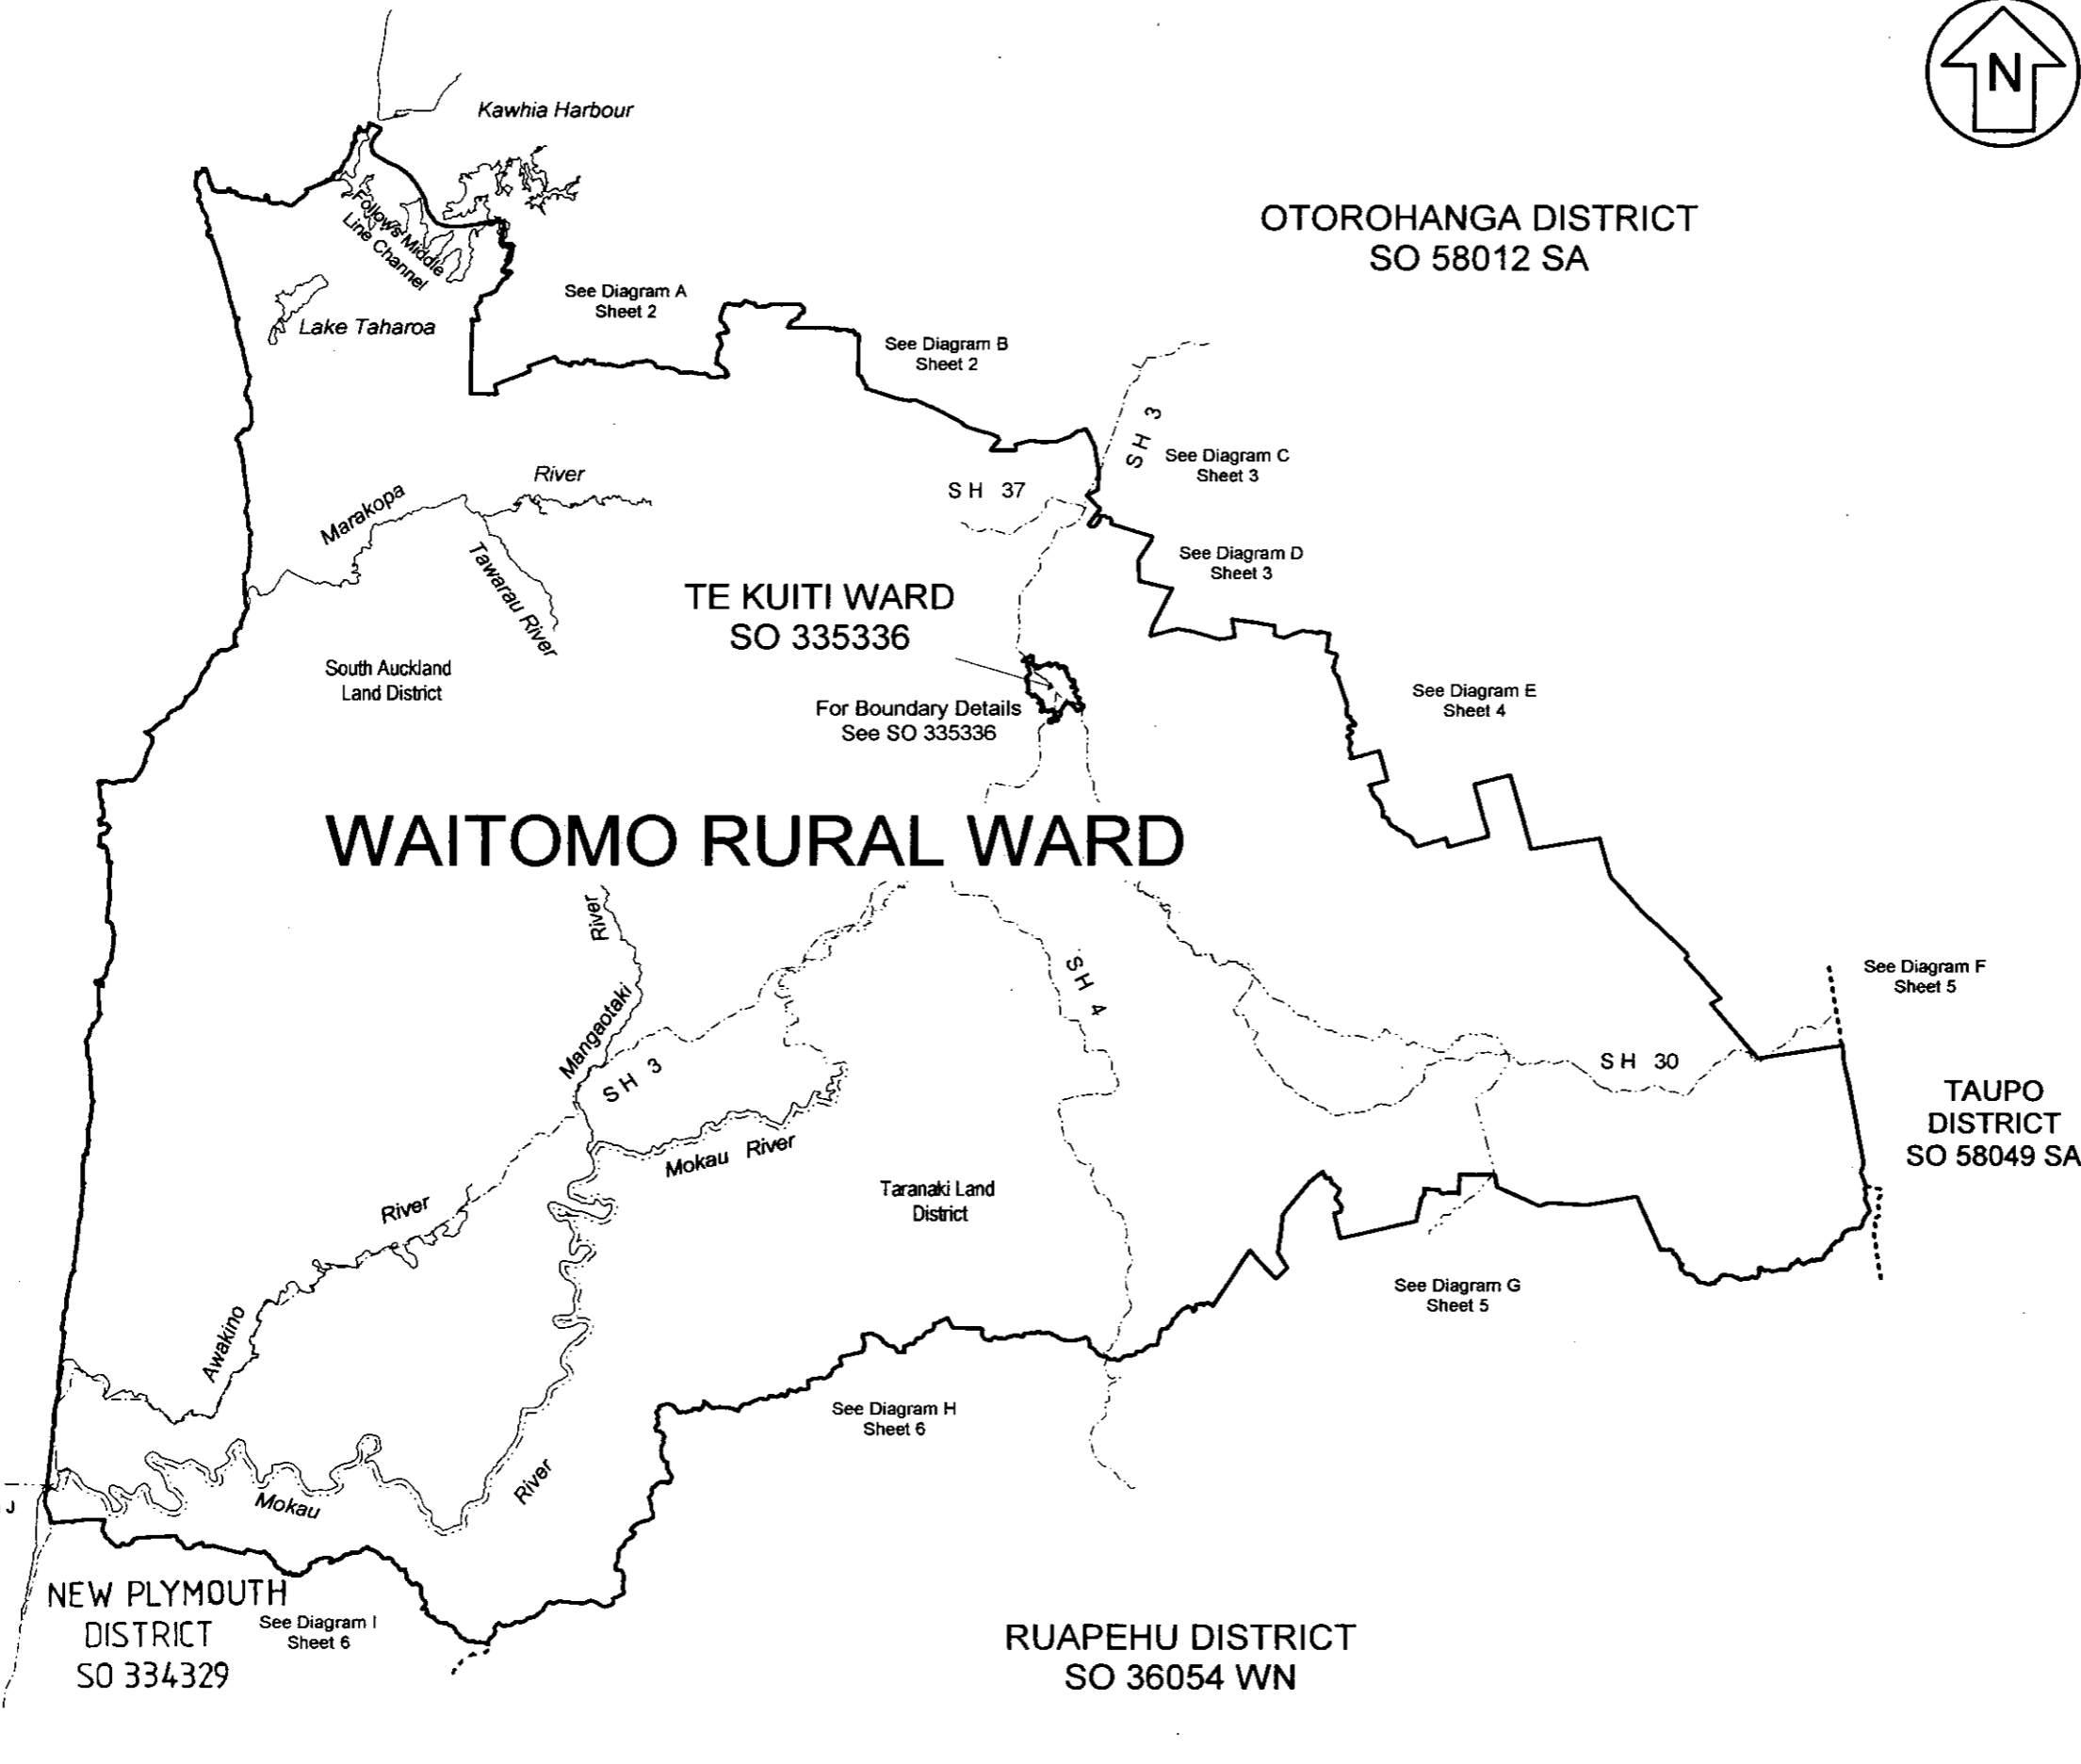 N
Kawhia Harbour
OTOROHANGA DISTRICT
SO 58012 SA
Follows Middle
Line Channel
See Diagram A
Sheet 2
Lake Taharoa
See Diagram B
Sheet 2
SH 3
See Diagram C
Sheet 3
River
Marakopa
SH 37
Tawarau River
See Diagram D
Sheet 3
TE KUITI WARD
SO 335336
South Auckland
Land District
For Boundary Details
See SO 335336
See Diagram E
Sheet 4
WAITOMO RURAL WARD
River
Mangaotaki
SH 4
See Diagram F
Sheet 5
SH 3
SH 30
TAUPO
DISTRICT
SO 58049 SA
Mokau River
Taranaki Land
District
River
Awakino
See Diagram G
Sheet 5
See Diagram H
Sheet 6
River
Mokau
J
NEW PLYMOUTH
DISTRICT
SO 334329
See Diagram I
Sheet 6
RUAPEHU DISTRICT
SO 36054 WN